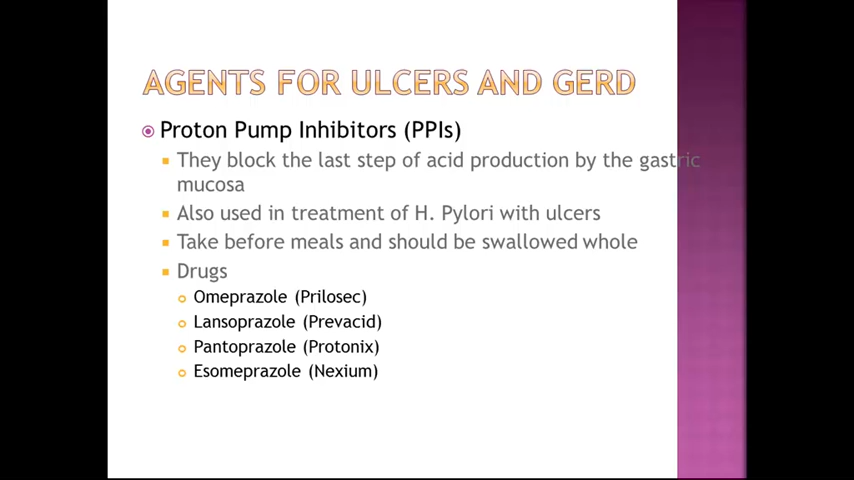 AGENTS FOR ULCERS AND GERD
Proton Pump Inhibitors (PPIs)
They block the last step of acid production by the gastric
mucosa
Also used in treatment of H. Pylori with ulcers
Take before meals and should be swallowed whole
Drugs
Omeprazole (Prilosec)
Lansoprazole (Prevacid)
Pantoprazole (Protonix)
Esomeprazole (Nexium)